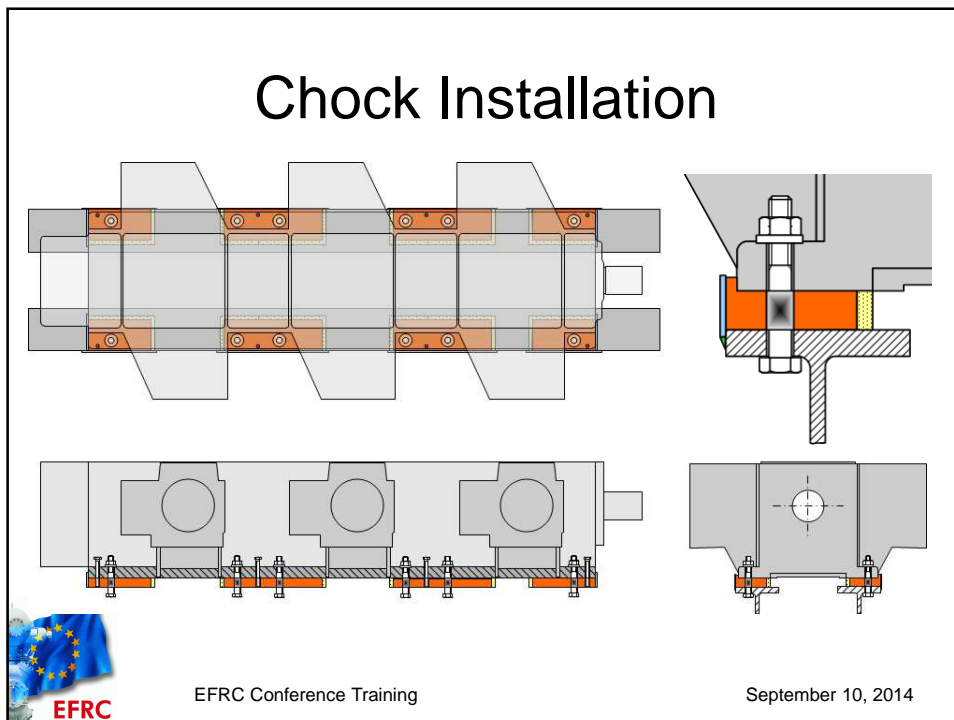 Chock Installation
EFRC
EFRC Conference Training
September 10, 2014